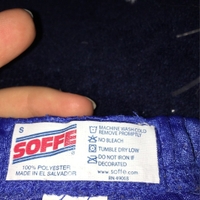 S
SOFFE
100% POLYESTER
MADE IN EL SALVADOR
MACHINE WASH COLD
REMOVE PROMPTLY
NO BLEACH
TUMBLE DRY LOW
DO NOT IRON IF
DECORATED
www.soffe.com